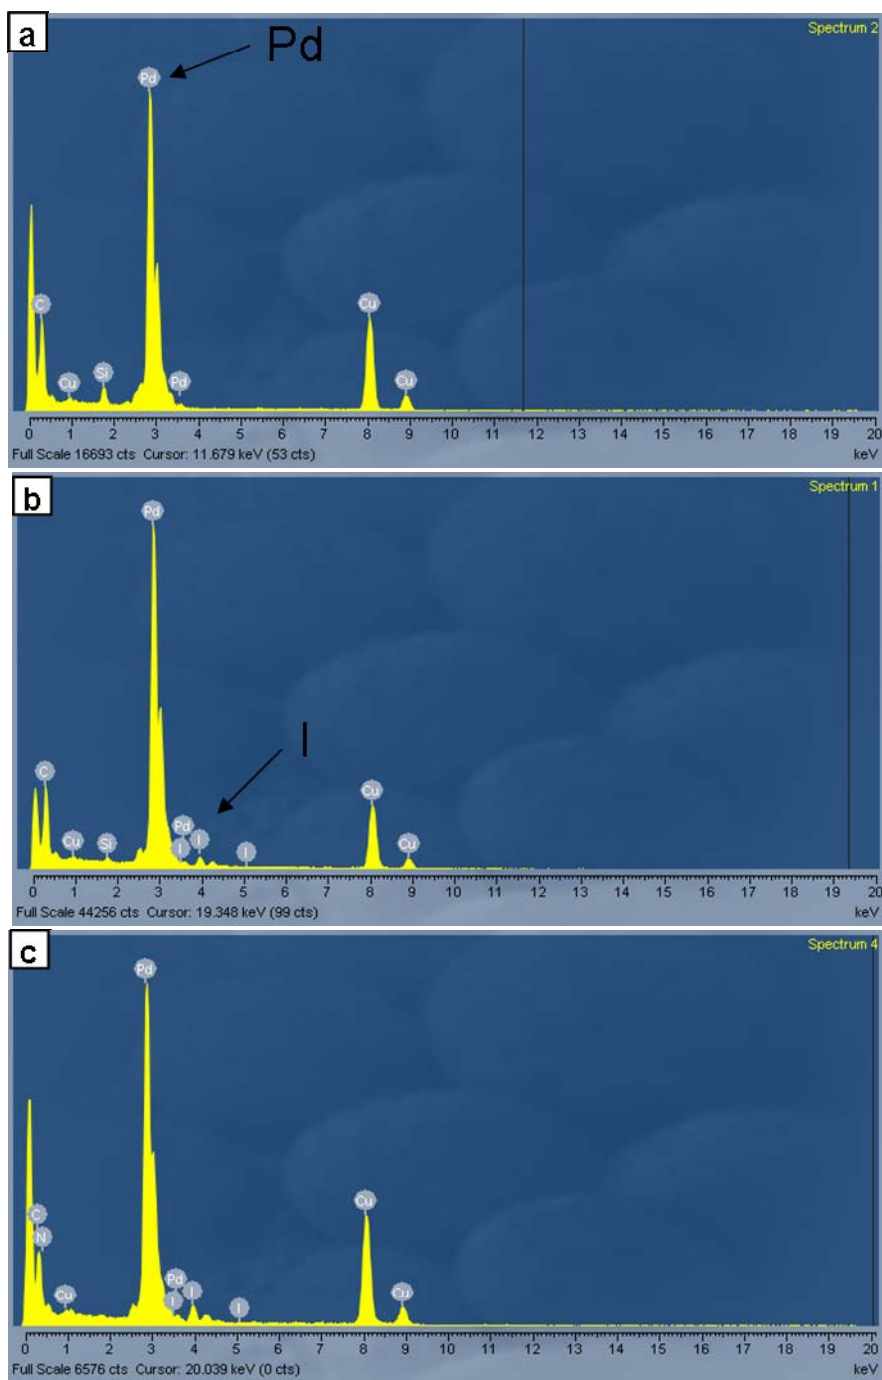 a
Pd
Spectrum 2
Pd
C
Cu
Cu
Si
Pd
Cu
0 1 2 3 4 5 6 7 8 9 10 11 12 13 14 15 16 17 18 19 20
Full Scale 16693 cts Cursor: 11.679 keV (53 cts)
keV
b
Spectrum 1
Pd
I
C
Cu
Pd
Cu
Si
I
I
I
Cu
0 1 2 3 4 5 6 7 8 9 10 11 12 13 14 15 16 17 18 19 20
Full Scale 44256 cts Cursor: 19.348 keV (99 cts)
keV
c
Spectrum 4
Pd
Cu
C
N
Pd
I
Cu
Cu
I
I
0 1 2 3 4 5 6 7 8 9 10 11 12 13 14 15 16 17 18 19 20
Full Scale 6576 cts Cursor: 20.039 keV (0 cts)
keV